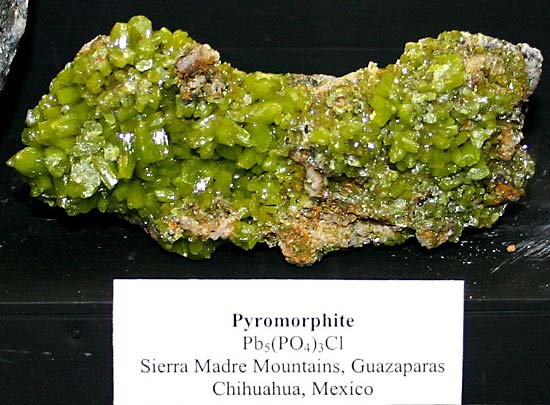 Pyromorphite
Pb₅(PO₄)₃Cl
Sierra Madre Mountains, Guazaparas
Chihuahua, Mexico